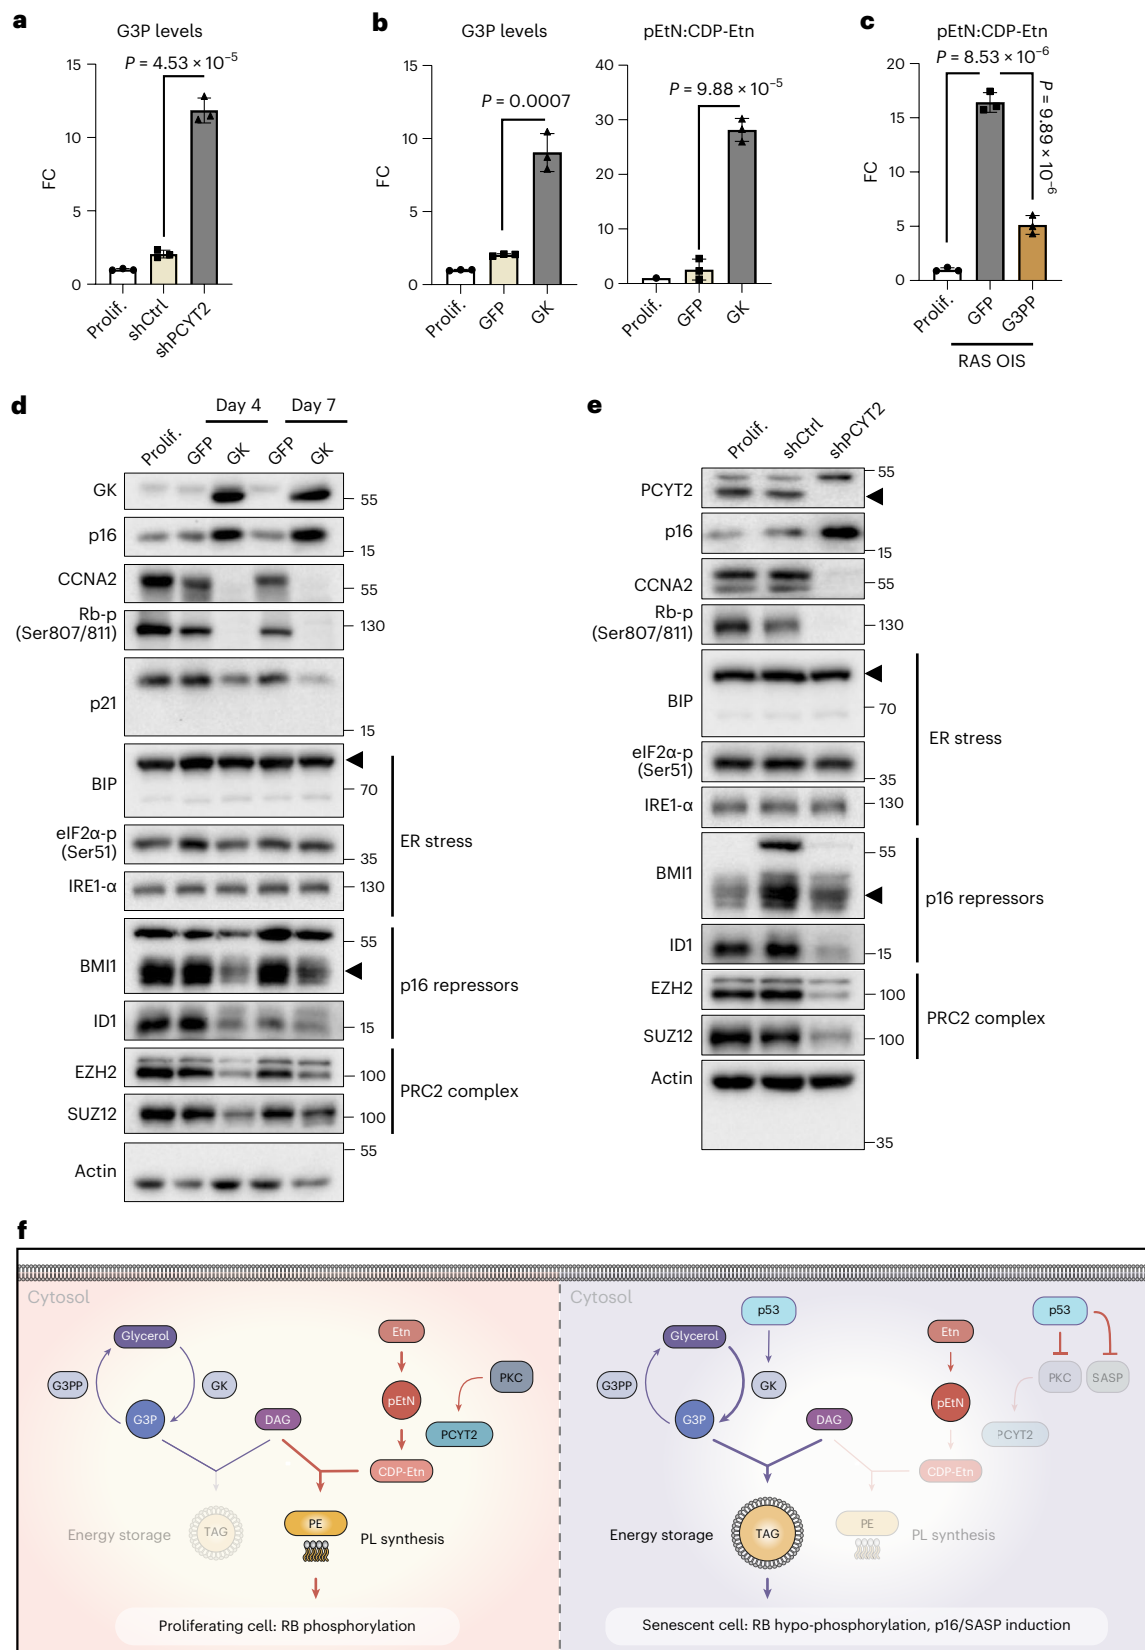 a
G3P levels
P = 4.53 × 10⁻⁵
15
10
5
0
FC
Prolif.
shCtrl
shPCYT2
b
G3P levels
P = 0.0007
15
10
5
0
FC
Prolif.
GFP
GK
pEtN:CDP-Etn
P = 9.88 × 10⁻⁵
40
30
20
10
0
Prolif.
GFP
GK
c
pEtN:CDP-Etn
P = 8.53 × 10⁻⁶
P = 9.89 × 10⁻⁶
20
15
10
5
0
FC
Prolif.
GFP
G3PP
RAS OIS
d
Day 4
Day 7
Prolif.
GFP
GK
GFP
GK
GK
55
p16
15
CCNA2
55
Rb-p
(Ser807/811)
130
p21
15
BIP
70
eIF2α-p
(Ser51)
35
IRE1-α
130
ER stress
BMI1
55
ID1
15
p16 repressors
EZH2
100
SUZ12
100
PRC2 complex
Actin
55
e
Prolif.
shCtrl
shPCYT2
PCYT2
55
p16
15
CCNA2
55
Rb-p
(Ser807/811)
130
BIP
70
eIF2α-p
(Ser51)
35
IRE1-α
130
ER stress
BMI1
55
ID1
15
p16 repressors
EZH2
100
SUZ12
100
PRC2 complex
Actin
35
f
Cytosol
Glycerol
G3PP
GK
G3P
DAG
Etn
pEtN
PKC
PCYT2
CDP-Etn
Energy storage
TAG
PE
PL synthesis
Proliferating cell: RB phosphorylation
Cytosol
p53
Glycerol
G3PP
GK
G3P
DAG
Etn
pEtN
p53
PKC
SASP
PCYT2
CDP-Etn
Energy storage
TAG
PE
PL synthesis
Senescent cell: RB hypo-phosphorylation, p16/SASP induction